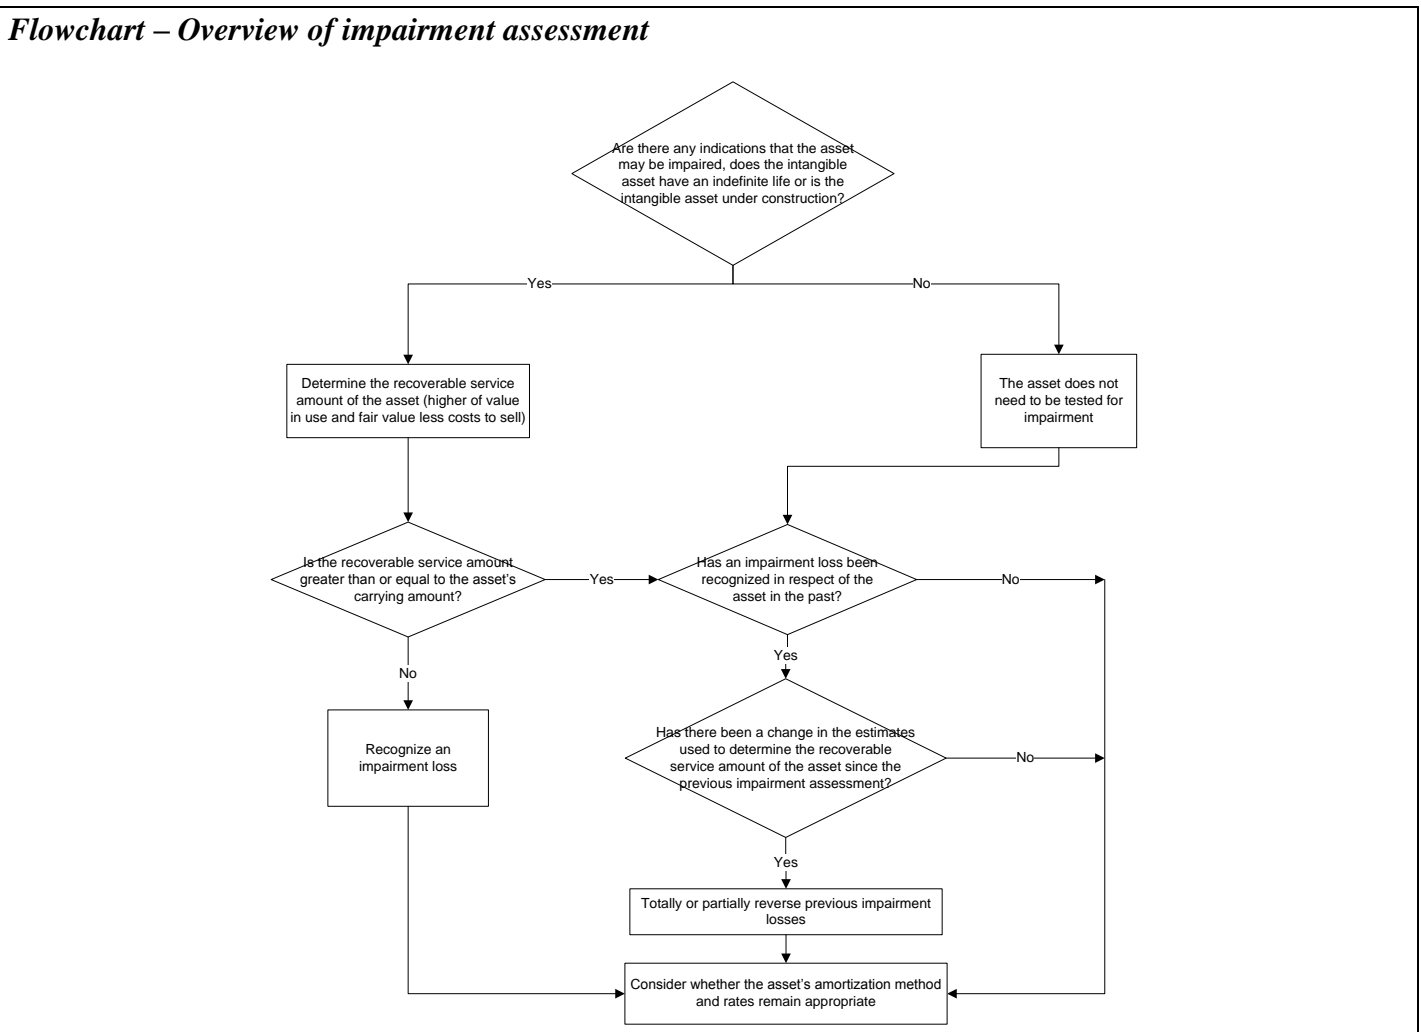 Flowchart – Overview of impairment assessment
Are there any indications that the asset
may be impaired, does the intangible
asset have an indefinite life or is the
intangible asset under construction?
Yes
No
Determine the recoverable service
amount of the asset (higher of value
in use and fair value less costs to sell)
The asset does not
need to be tested for
impairment
Is the recoverable service amount
greater than or equal to the asset's
carrying amount?
Yes
Has an impairment loss been
recognized in respect of the
asset in the past?
No
No
Yes
Recognize an
impairment loss
Has there been a change in the estimates
used to determine the recoverable
service amount of the asset since the
previous impairment assessment?
No
Yes
Totally or partially reverse previous impairment
losses
Consider whether the asset's amortization method
and rates remain appropriate